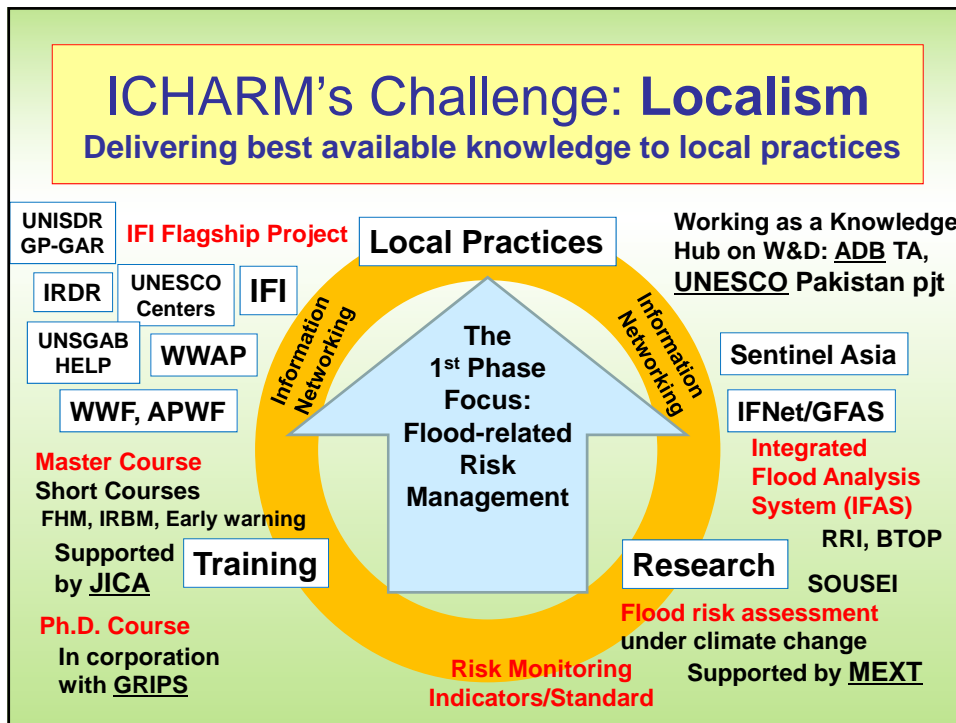 ICHARM's Challenge: Localism
Delivering best available knowledge to local practices
UNISDR
GP-GAR
IFI Flagship Project
IRDR
UNESCO
Centers
IFI
UNSGAB
HELP
WWAP
WWF, APWF
Local Practices
Information
Networking
Information
Networking
The
1st Phase
Focus:
Flood-related
Risk
Management
Working as a Knowledge
Hub on W&D: ADB TA,
UNESCO Pakistan pjt
Sentinel Asia
IFNet/GFAS
Integrated
Flood Analysis
System (IFAS)
RRI, BTOP
Master Course
Short Courses
FHM, IRBM, Early warning
Supported
by JICA
Training
Ph.D. Course
In corporation
with GRIPS
Research
SOUSEI
Flood risk assessment
under climate change
Supported by MEXT
Risk Monitoring
Indicators/Standard